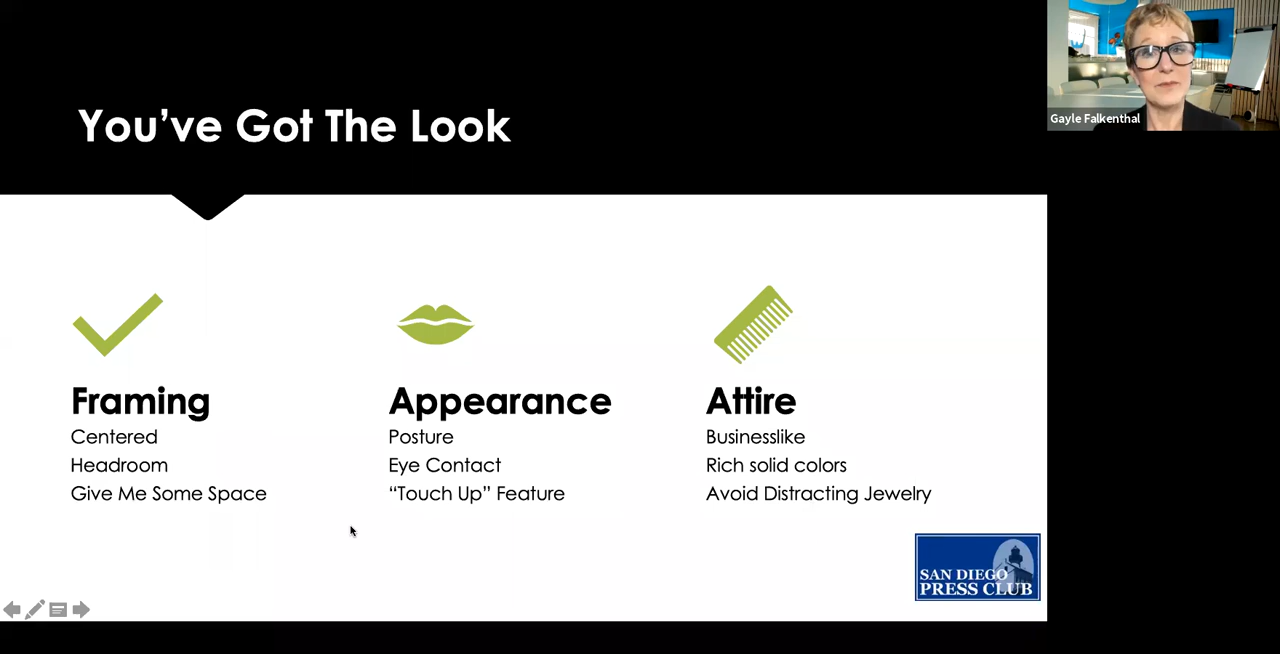 You’ve Got The Look
Gayle Falkenthal
Framing
Centered
Headroom
Give Me Some Space
Appearance
Posture
Eye Contact
“Touch Up” Feature
Attire
Businesslike
Rich solid colors
Avoid Distracting Jewelry
SAN DIEGO
PRESS CLUB